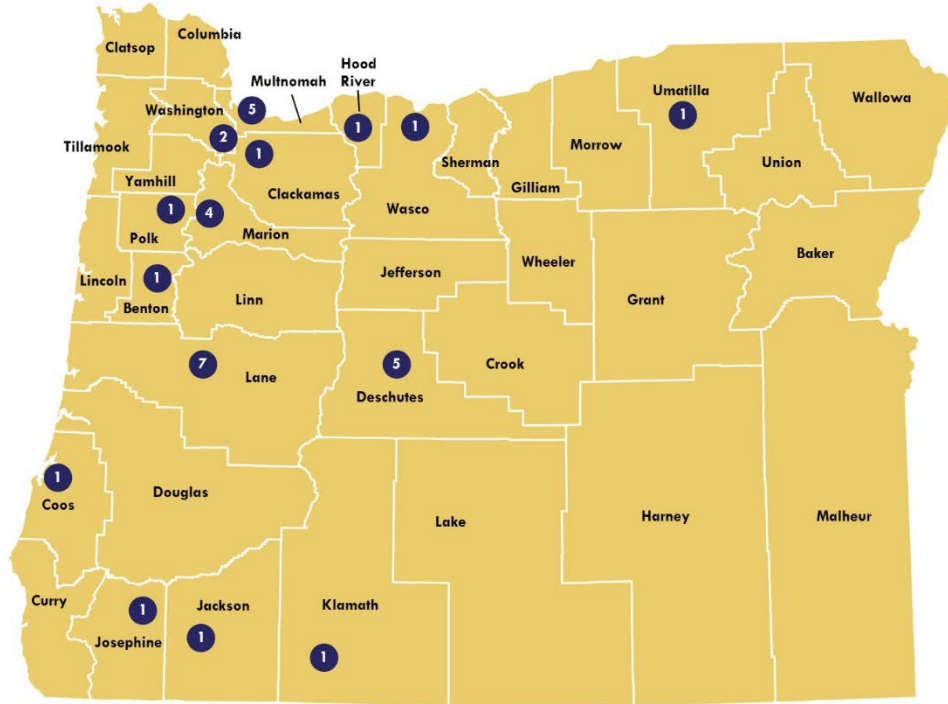 Columbia
Clatsop
Hood
River
Multnomah
Umatilla
1
Wallowa
Washington
5
1
1
2
1
Tillamook
Morrow
Sherman
Union
Yamhill
Gilliam
Clackamas
1
4
Wasco
Polk
Marion
Baker
Wheeler
Jefferson
1
Lincoln
Benton
Linn
Grant
7
Lane
5
Crook
Deschutes
1
Coos
Douglas
Lake
Harney
Malheur
Curry
1
Josephine
Jackson
1
Klamath
1